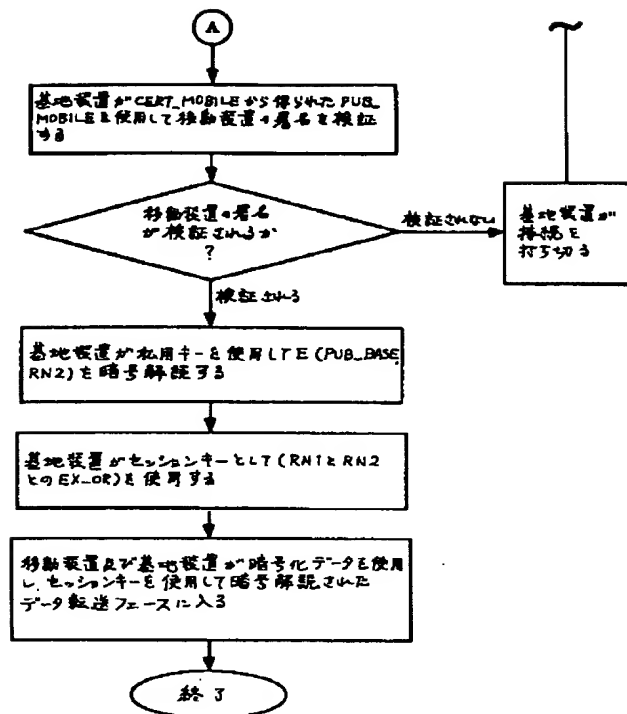 A
基地装置がCERT_MOBILEから得られたPUB_
MOBILEを使用して移動装置の署名を検証
する
移動装置の署名
が検証されるか
?
検証されない
基地装置が
接続を
打ち切る
検証される
基地装置が私用キーを使用してE(PUB_BASE,
RN2)を暗号解読する
基地装置がセッションキーとして(RN1とRN2
とのEX_OR)を使用する
移動装置及び基地装置が暗号化データを使用
し、セッションキーを使用して暗号解読された
データ転送フェースに入る
終了